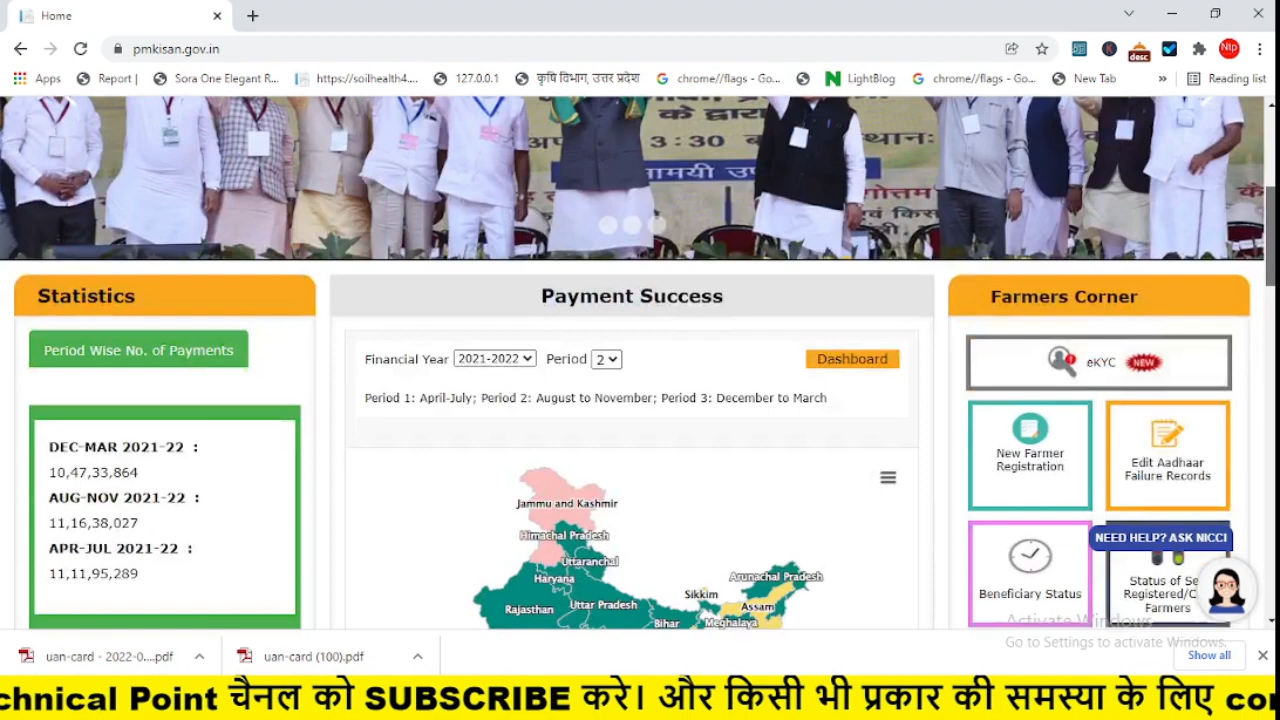 Home
pmkisan.gov.in
Ntp
desc
Apps
Report |
Sora One Elegant R...
https://soilhealth4....
127.0.0.1
कृषि विभाग, उत्तर प्रदेश
chrome//flags - Go...
LightBlog
chrome//flags - Go...
New Tab
»
Reading list
के द्वारा
3:30
Statistics
Period Wise No. of Payments
DEC-MAR 2021-22 :
10,47,33,864
AUG-NOV 2021-22 :
11,16,38,027
APR-JUL 2021-22 :
11,11,95,289
Payment Success
Financial Year 2021-2022 Period 2 Dashboard
Period 1: April-July; Period 2: August to November; Period 3: December to March
Jammu and Kashmir
Himachal Pradesh
Uttaranchal
Haryana
Arunachal Pradesh
Sikkim
Rajasthan
Uttar Pradesh
Assam
Bihar
Meghalaya
Farmers Corner
eKYC NEW
New Farmer
Registration
Edit Aadhaar
Failure Records
NEED HELP? ASK NICCI
Beneficiary Status
Status of Se
Registered/C
Farmers
Activate Windows
Go to Settings to activate Windows.
uan-card - 2022-0....pdf
uan-card (100).pdf
Show all
chnical Point चैनल को SUBSCRIBE करे। और किसी भी प्रकार की समस्या के लिए con